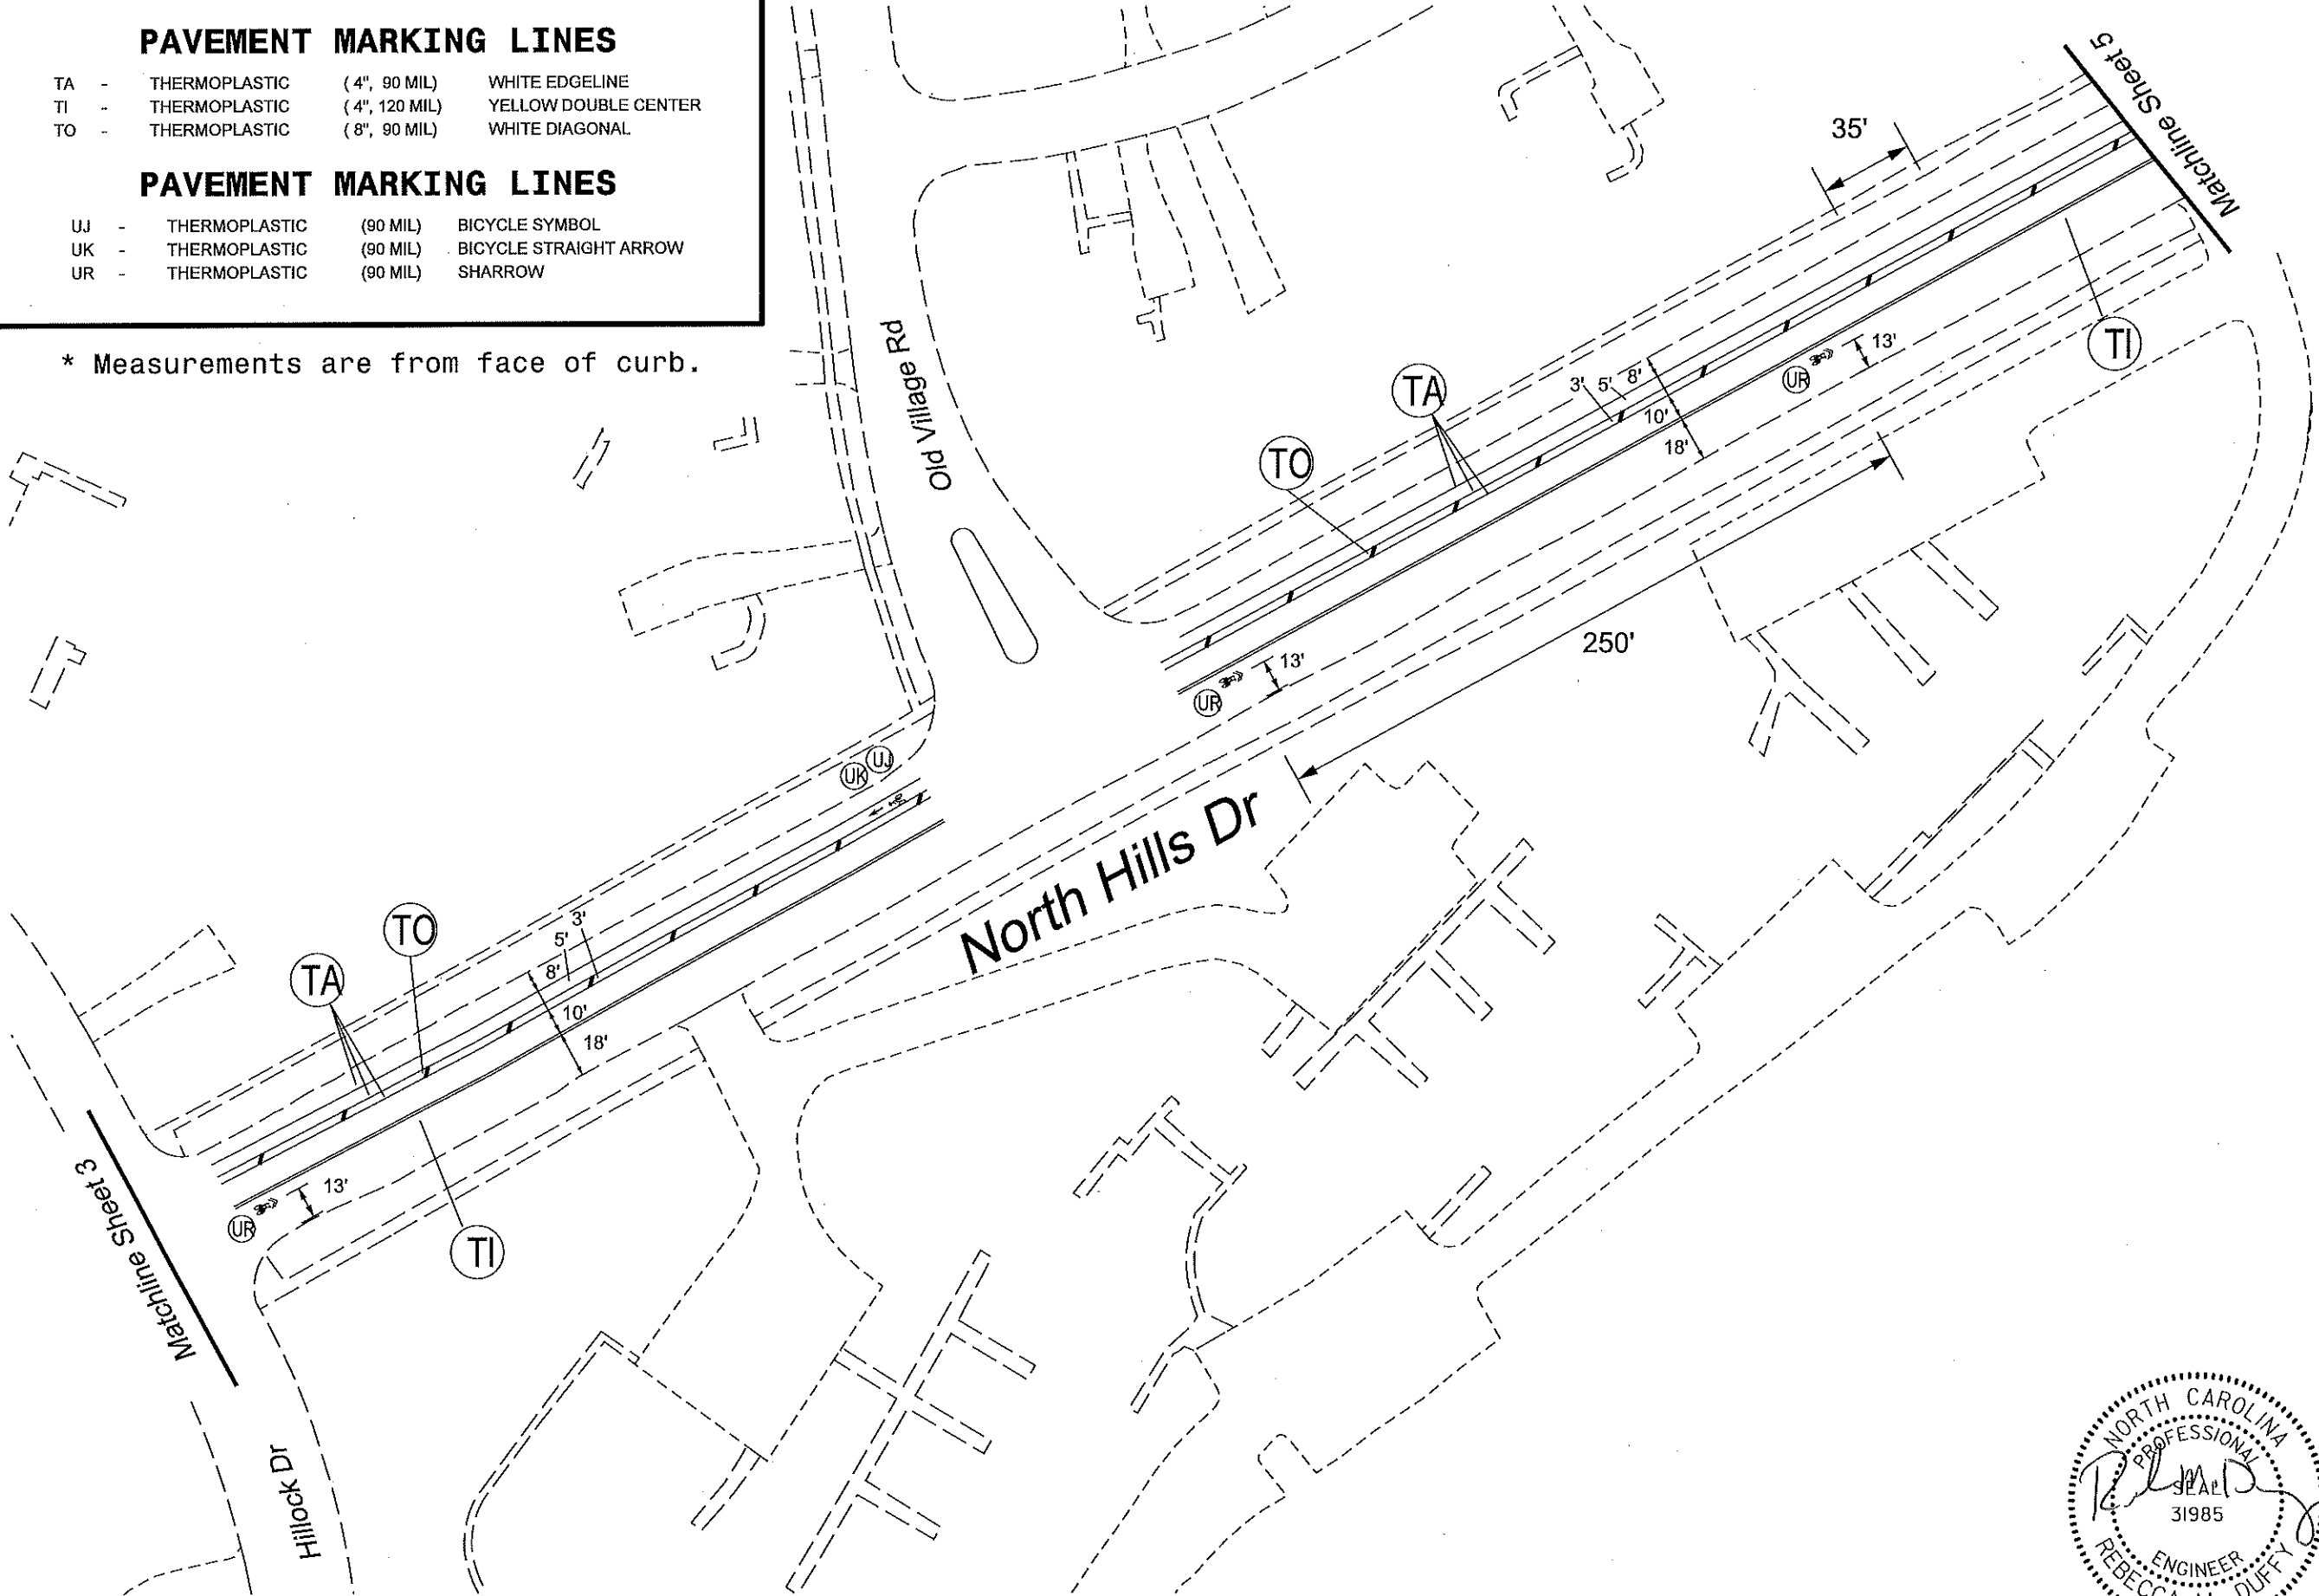 PAVEMENT MARKING LINES
TA - THERMOPLASTIC (4", 90 MIL) WHITE EDGELINE
TI - THERMOPLASTIC (4", 120 MIL) YELLOW DOUBLE CENTER
TO - THERMOPLASTIC (8", 90 MIL) WHITE DIAGONAL
PAVEMENT MARKING LINES
UJ - THERMOPLASTIC (90 MIL) BICYCLE SYMBOL
UK - THERMOPLASTIC (90 MIL) BICYCLE STRAIGHT ARROW
UR - THERMOPLASTIC (90 MIL) SHARROW
* Measurements are from face of curb.
Matchline Sheet 5
35'
TI
13'
UR
Old Village Rd
TA
3' 5' 8'
10'
18'
TO
250'
13'
UR
UK UJ
North Hills Dr
TO
TA
3'
5'
8'
10'
18'
13'
UR
TI
Matchline Sheet 3
Hillock Dr
NORTH CAROLINA
PROFESSIONAL
SEAL
31985
ENGINEER
REBECCA
DUFFY